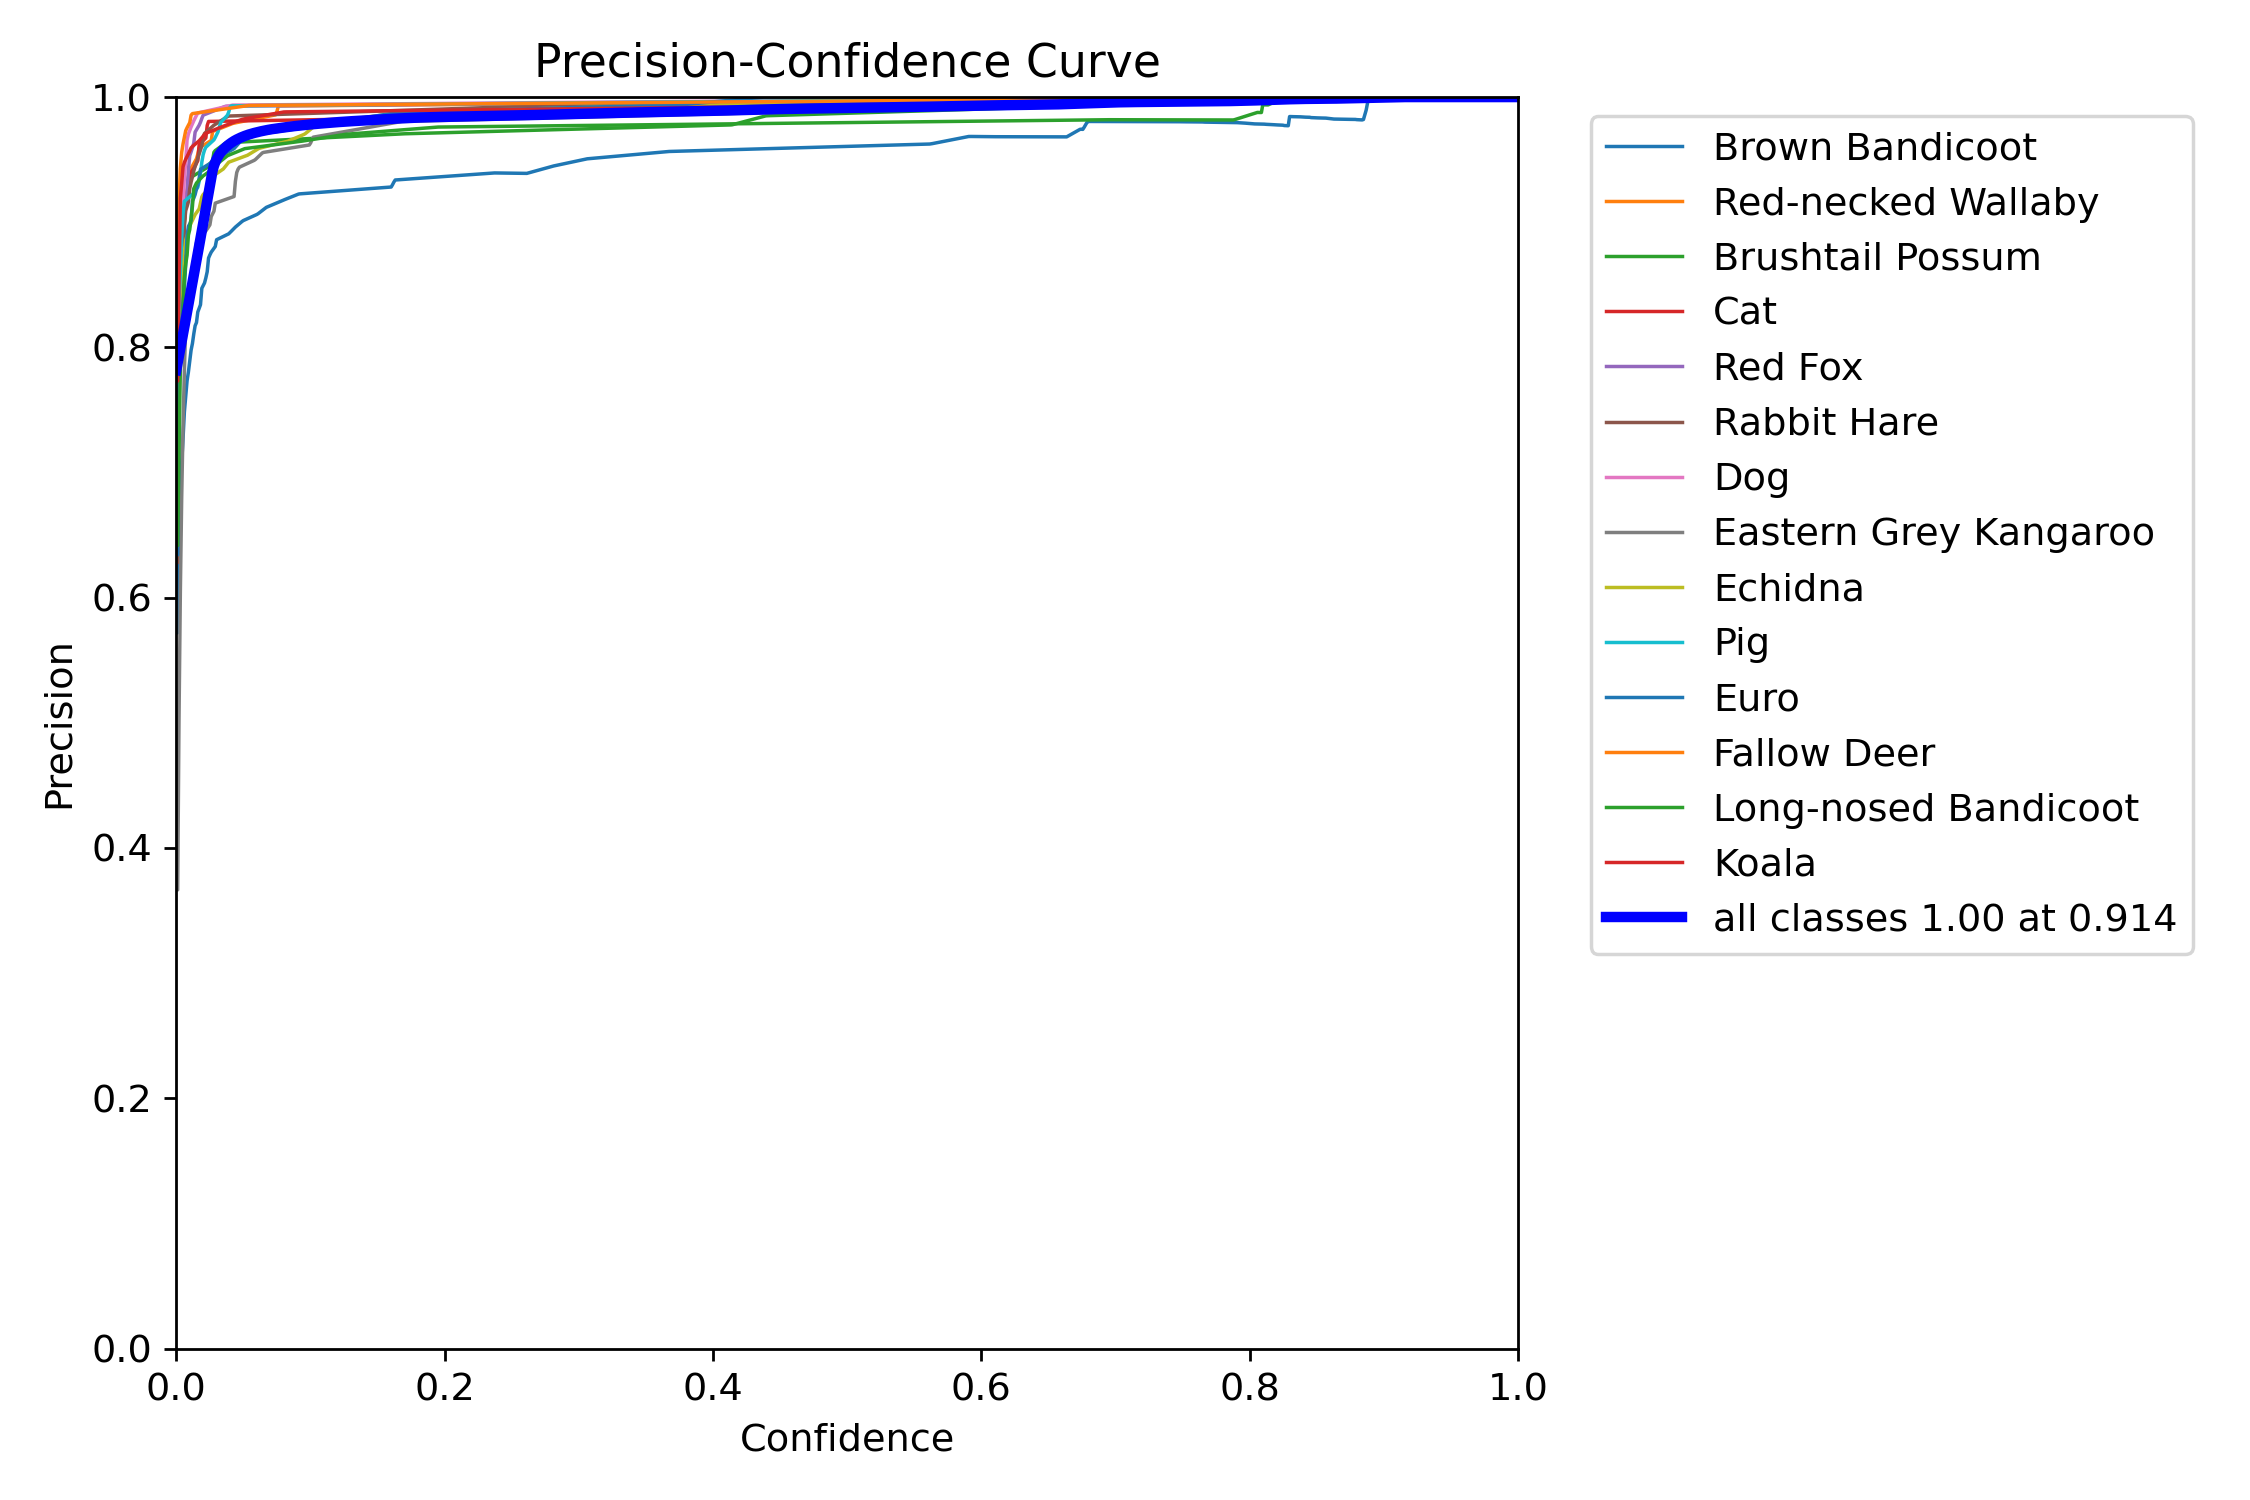 Precision-Confidence Curve
1.0
0.8
0.6
0.4
0.2
0.0
Precision
0.0 0.2 0.4 0.6 0.8 1.0
Confidence
Brown Bandicoot
Red-necked Wallaby
Brushtail Possum
Cat
Red Fox
Rabbit Hare
Dog
Eastern Grey Kangaroo
Echidna
Pig
Euro
Fallow Deer
Long-nosed Bandicoot
Koala
all classes 1.00 at 0.914